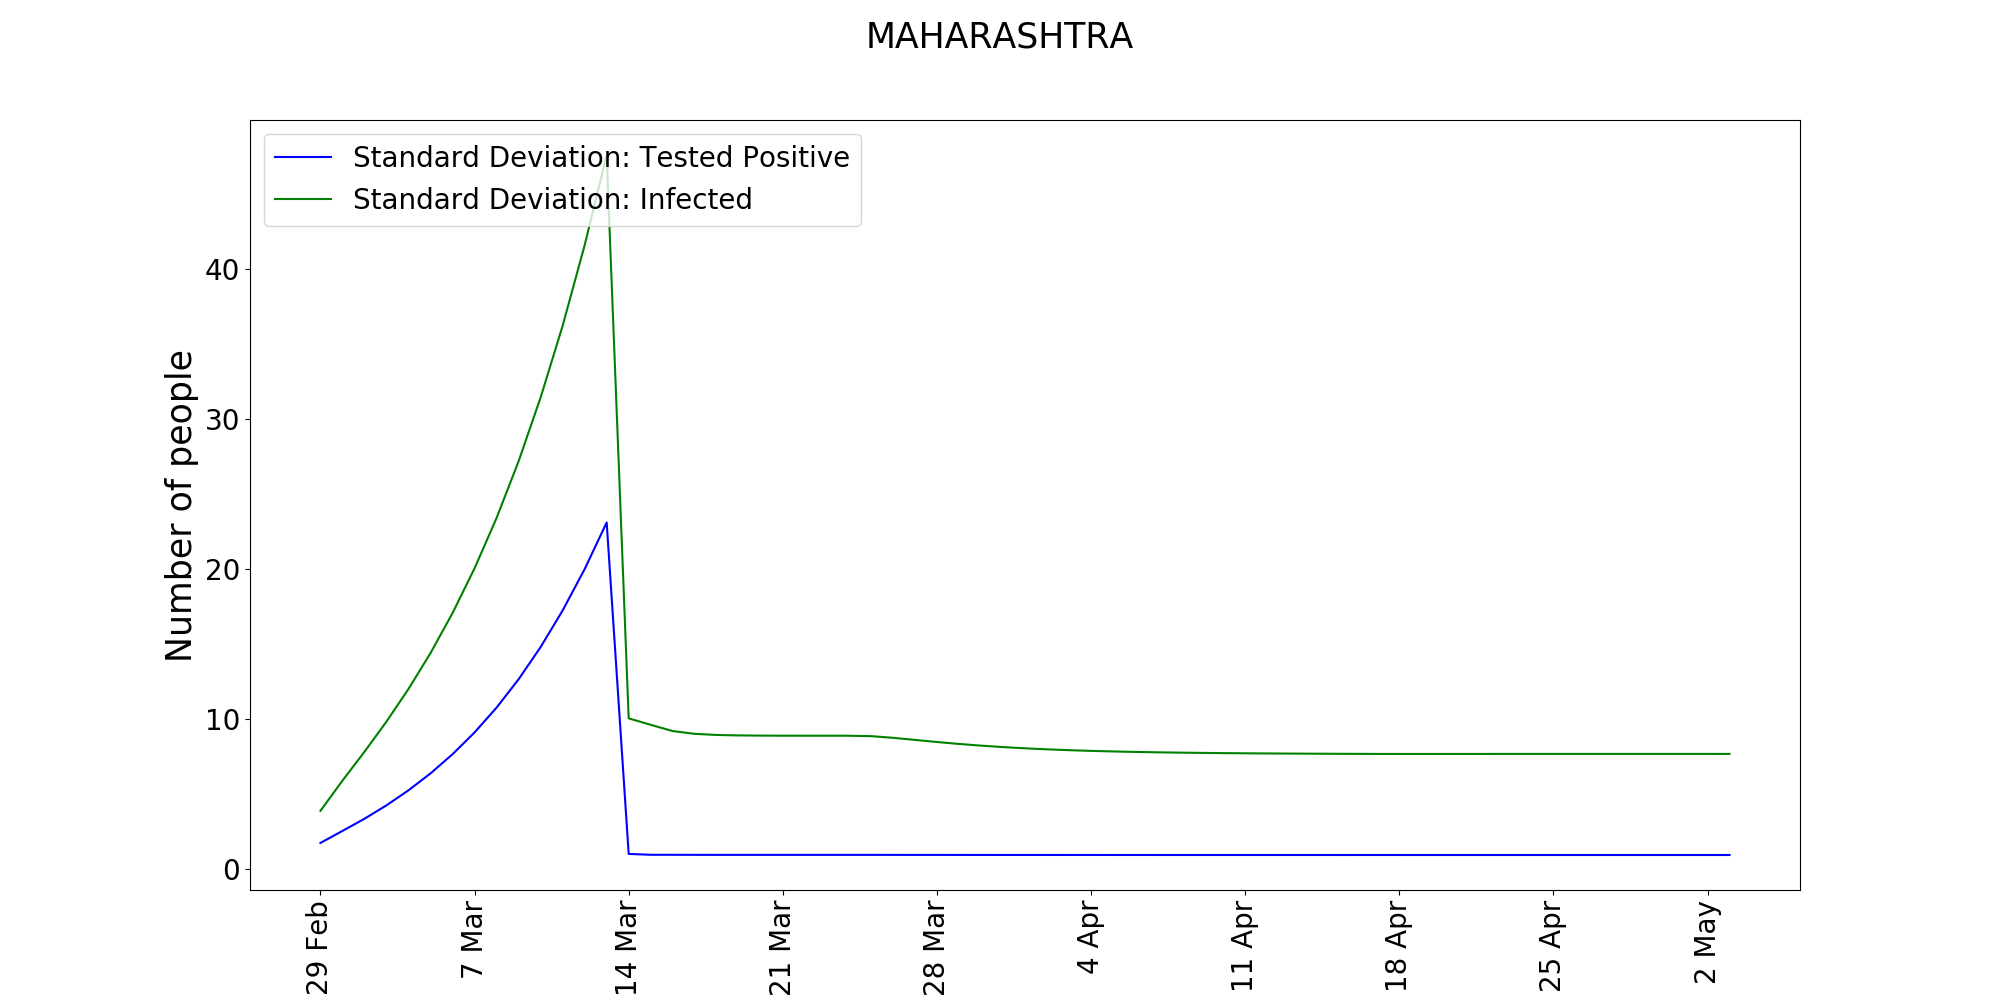 MAHARASHTRA
Standard Deviation: Tested Positive
Standard Deviation: Infected
Number of people
40
30
20
10
0
29 Feb
7 Mar
14 Mar
21 Mar
28 Mar
4 Apr
11 Apr
18 Apr
25 Apr
2 May